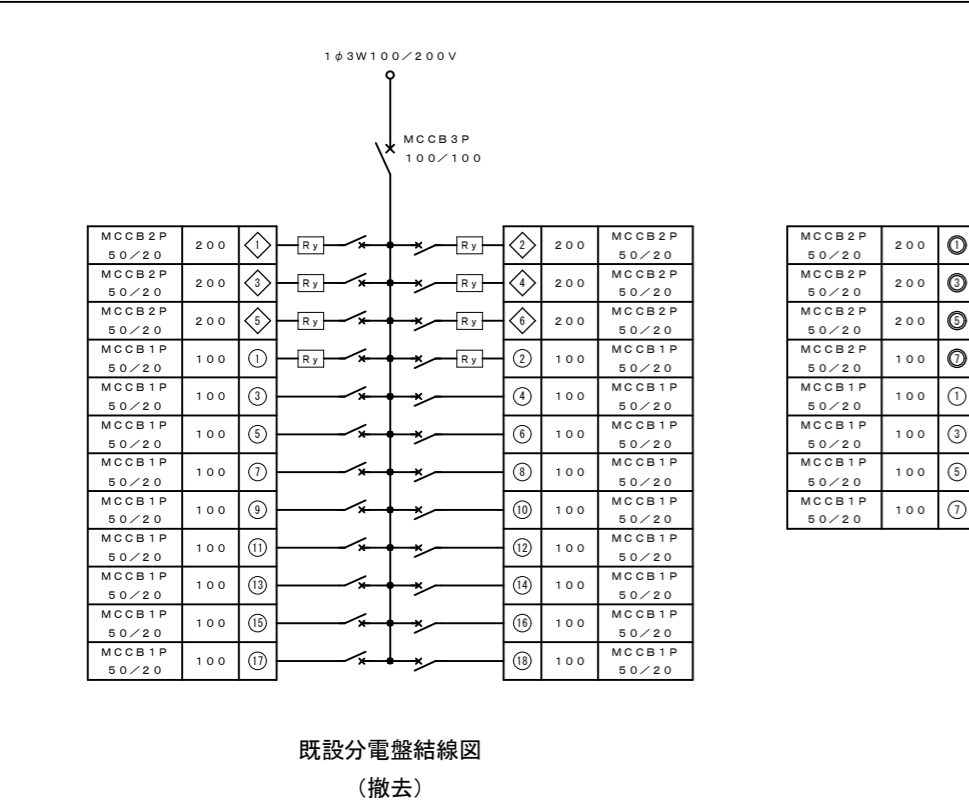 1φ3W100/200V
MCCB3P
100/100
MCCB2P 50/20 200 1 Ry Ry 2 200 MCCB2P 50/20
MCCB2P 50/20 200 3 Ry Ry 4 200 MCCB2P 50/20
MCCB2P 50/20 200 5 Ry Ry 6 200 MCCB2P 50/20
MCCB1P 50/20 100 ① Ry Ry ② 100 MCCB1P 50/20
MCCB1P 50/20 100 ③ ④ 100 MCCB1P 50/20
MCCB1P 50/20 100 ⑤ ⑥ 100 MCCB1P 50/20
MCCB1P 50/20 100 ⑦ ⑧ 100 MCCB1P 50/20
MCCB1P 50/20 100 ⑨ ⑩ 100 MCCB1P 50/20
MCCB1P 50/20 100 ⑪ ⑫ 100 MCCB1P 50/20
MCCB1P 50/20 100 ⑬ ⑭ 100 MCCB1P 50/20
MCCB1P 50/20 100 ⑮ ⑯ 100 MCCB1P 50/20
MCCB1P 50/20 100 ⑰ ⑱ 100 MCCB1P 50/20
既設分電盤結線図
（撤去）
MCCB2P 50/20 200 ①
MCCB2P 50/20 200 ③
MCCB2P 50/20 200 ⑤
MCCB2P 50/20 100 ⑦
MCCB1P 50/20 100 ①
MCCB1P 50/20 100 ③
MCCB1P 50/20 100 ⑤
MCCB1P 50/20 100 ⑦